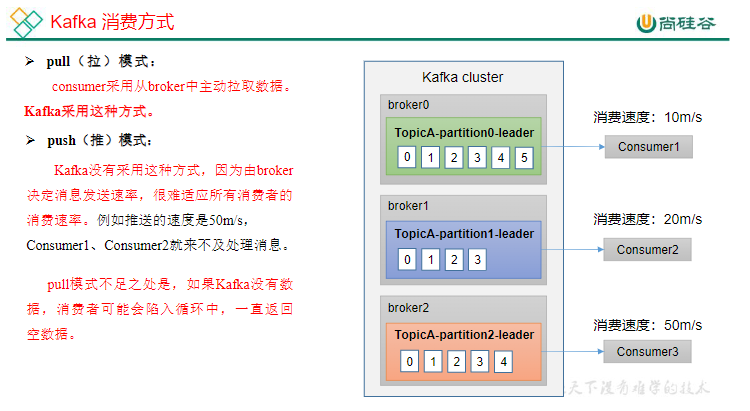 Kafka 消费方式
尚硅谷
➢ pull（拉）模式：
consumer采用从broker中主动拉取数据。
Kafka采用这种方式。
➢ push（推）模式：
Kafka没有采用这种方式，因为由broker
决定消息发送速率，很难适应所有消费者的
消费速率。例如推送的速度是50m/s，
Consumer1、Consumer2就来不及处理消息。
pull模式不足之处是，如果Kafka没有数
据，消费者可能会陷入循环中，一直返回
空数据。
Kafka cluster
broker0
TopicA-partition0-leader
0 1 2 3 4 5
消费速度：10m/s
Consumer1
broker1
TopicA-partition1-leader
0 1 2 3
消费速度：20m/s
Consumer2
broker2
TopicA-partition2-leader
0 1 2 3 4
消费速度：50m/s
Consumer3
天下没有难学的技术